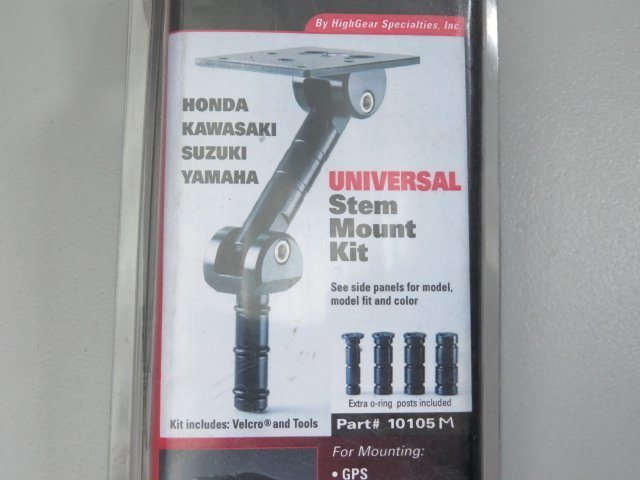 By HighGear Specialties, Inc.
HONDA
KAWASAKI
SUZUKI
YAMAHA
UNIVERSAL
Stem
Mount
Kit
See side panels for model,
model fit and color
Extra o-ring posts included
Kit includes: Velcro® and Tools
Part# 10105 M
For Mounting:
• GPS